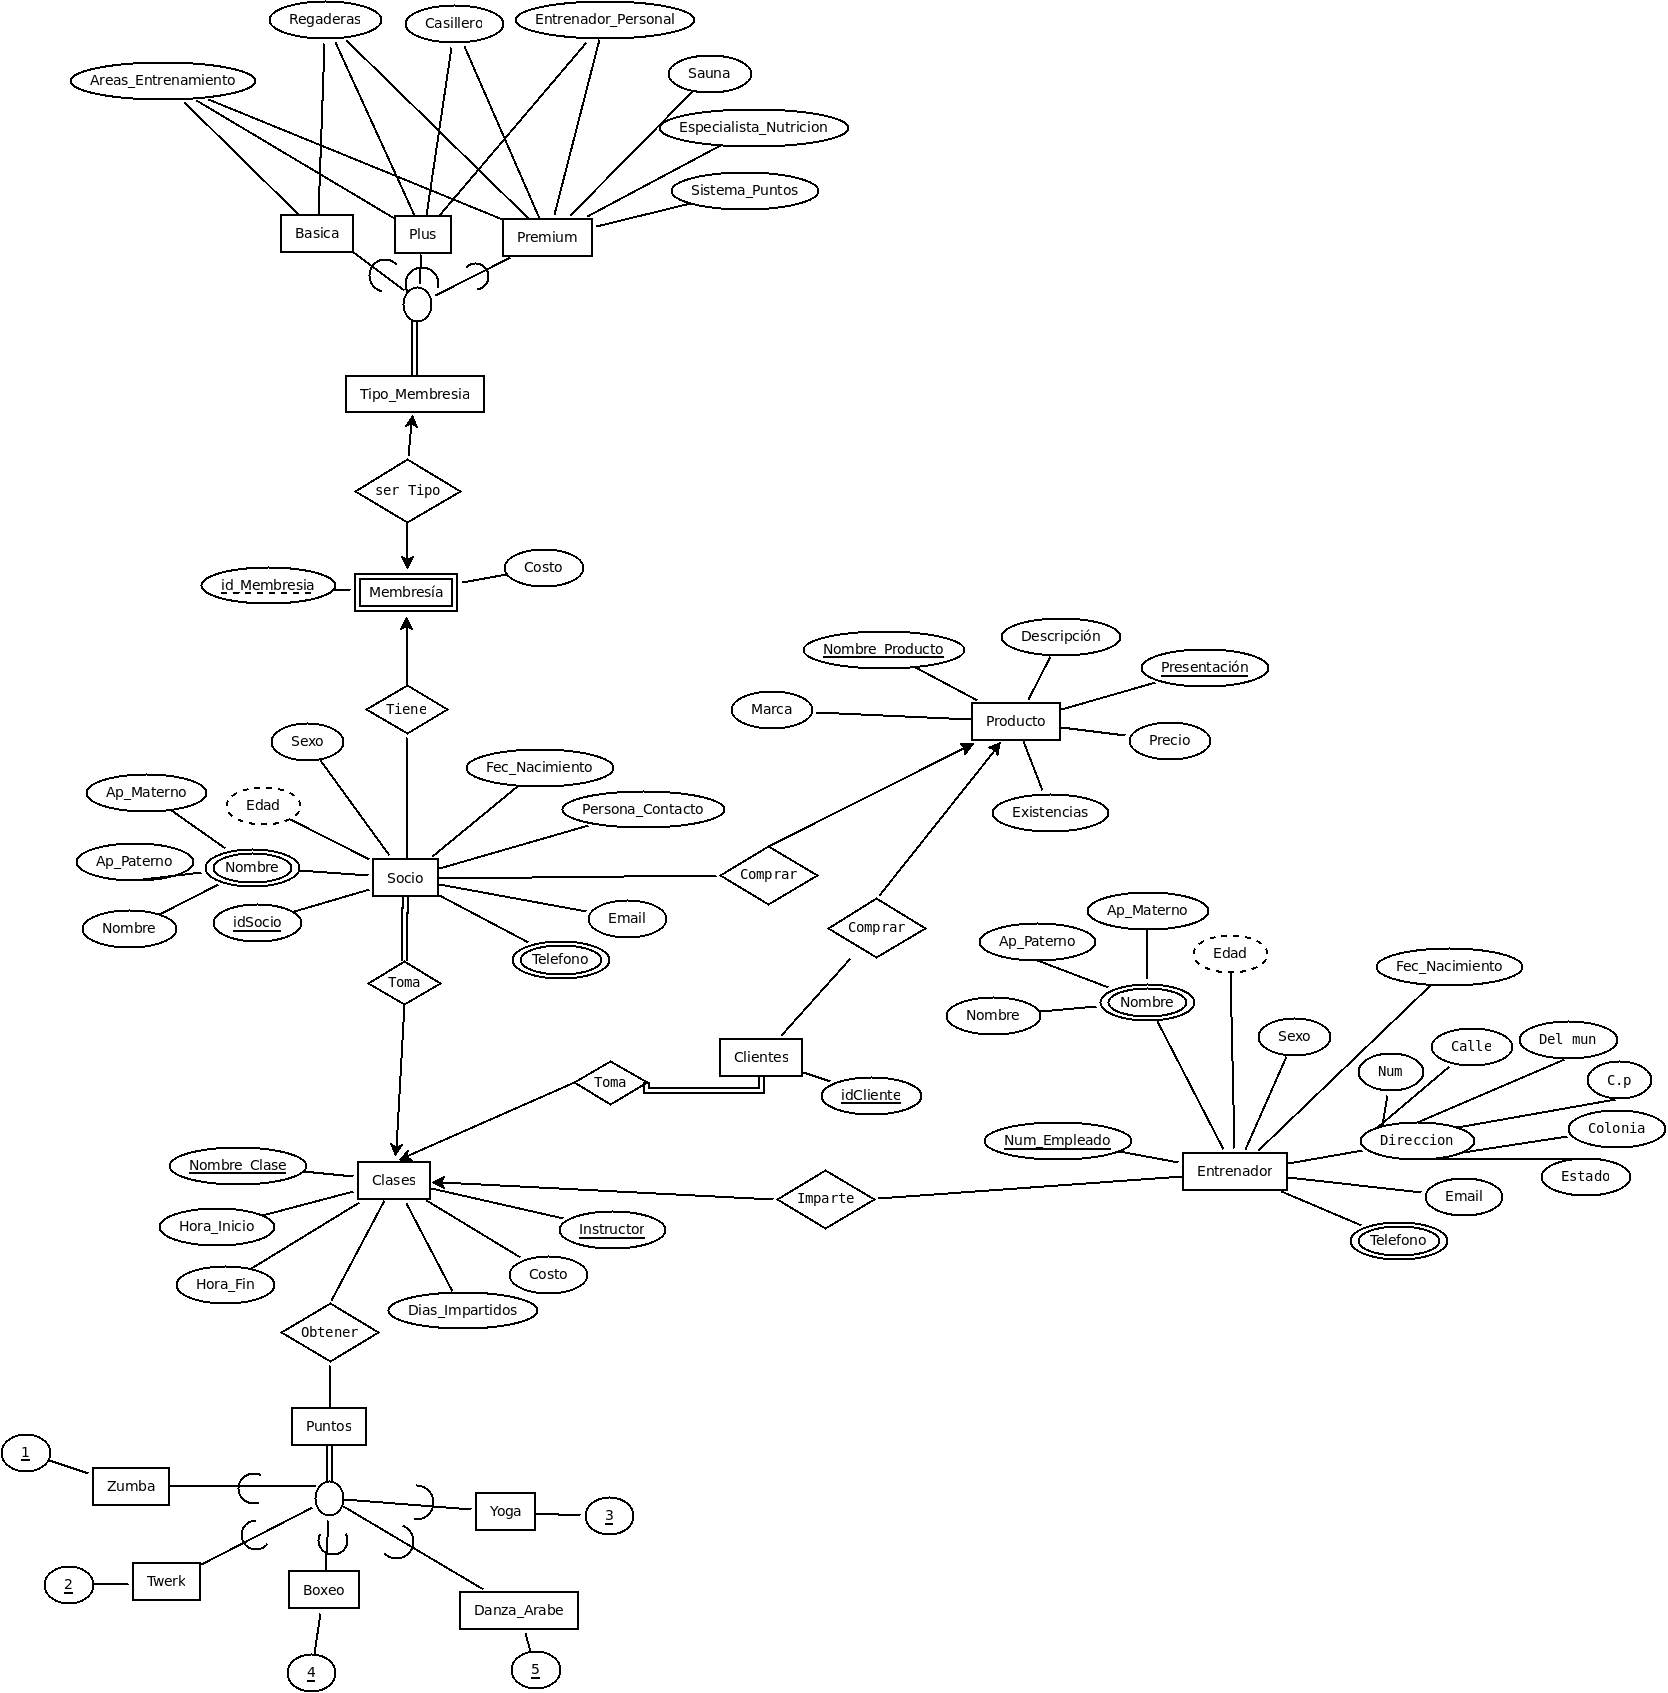 Regaderas
Casillero
Entrenador_Personal
Areas_Entrenamiento
Sauna
Especialista_Nutricion
Sistema_Puntos
Basica
Plus
Premium
Tipo_Membresia
ser Tipo
id_Membresia
Membresía
Costo
Tiene
Nombre_Producto
Descripción
Presentación
Marca
Producto
Precio
Existencias
Sexo
Fec_Nacimiento
Ap_Materno
Edad
Persona_Contacto
Ap_Paterno
Nombre
Socio
Comprar
Nombre
idSocio
Email
Telefono
Toma
Comprar
Clientes
idCliente
Toma
Ap_Materno
Ap_Paterno
Edad
Fec_Nacimiento
Nombre
Nombre
Sexo
Num
Calle
Del mun
C.p
Colonia
Estado
Direccion
Num_Empleado
Entrenador
Email
Telefono
Imparte
Nombre_Clase
Clases
Hora_Inicio
Instructor
Hora_Fin
Costo
Dias_Impartidos
Obtener
Puntos
1
Zumba
Yoga
3
2
Twerk
Boxeo
Danza_Arabe
4
5